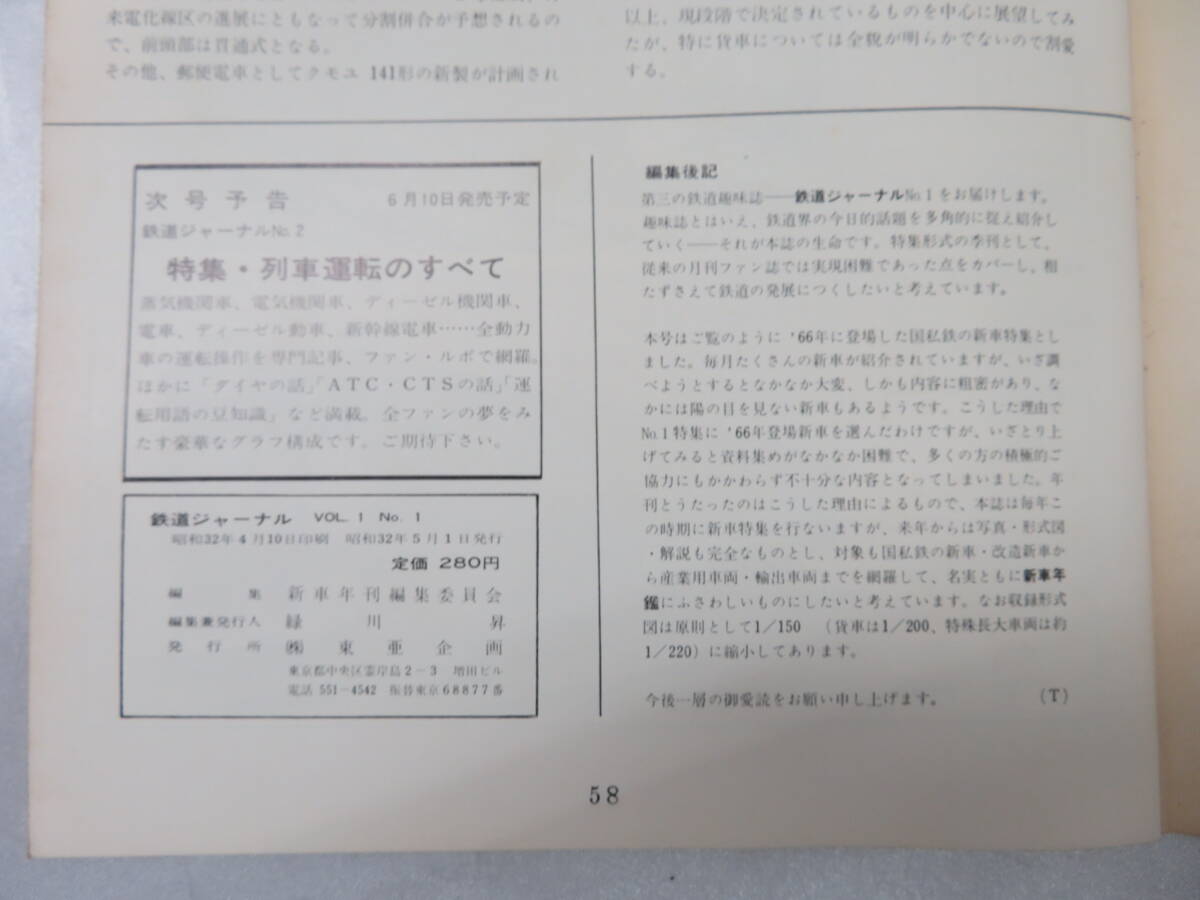 来電化線区の進展にともなって分割併合が予想されるの
で、前頭部は貫通式となる。
その他、郵便電車としてクモユ 141形の新製が計画され
以上、現段階で決定されているものを中心に展望してみ
たが、特に貨車については全貌が明らかでないので割愛
する。
次号予告 6月10日発売予定
鉄道ジャーナルNo.2
特集・列車運転のすべて
蒸気機関車、電気機関車、ディーゼル機関車、
電車、ディーゼル動車、新幹線電車……全動力
車の運転操作を専門記事、ファン・ルポで網羅。
ほかに「ダイヤの話」「ATC・CTSの話」「運
転用語の豆知識」など満載。全ファンの夢をみ
たす豪華なグラフ構成です。ご期待下さい。
鉄道ジャーナル VOL. 1 No. 1
昭和32年4月10日印刷 昭和32年5月1日発行
定価 280円
編集 新車年刊編集委員会
編集兼発行人 緑川昇
発行所 ㈱東亜企画
東京都中央区霊岸島2-3 増田ビル
電話 551-4542 振替東京68877番
編集後記
第三の鉄道趣味誌――鉄道ジャーナルNo.1をお届けします。
趣味誌とはいえ、鉄道界の今日的話題を多角的に捉え紹介し
ていく――それが本誌の生命です。特集形式の季刊として、
従来の月刊ファン誌では実現困難であった点をカバーし、相
たずさえて鉄道の発展につくしたいと考えています。
本号はご覧のように '66年に登場した国私鉄の新車特集とし
ました。毎月たくさんの新車が紹介されていますが、いざ調
べようとするとなかなか大変、しかも内容に粗密があり、な
かには陽の目を見ない新車もあるようです。こうした理由で
No.1特集に '66年登場新車を選んだわけですが、いざとり上
げてみると資料集めがなかなか困難で、多くの方の積極的ご
協力にもかかわらず不十分な内容となってしまいました。年
刊とうたったのはこうした理由によるもので、本誌は毎年こ
の時期に新車特集を行ないますが、来年からは写真・形式図
・解説も完全なものとし、対象も国私鉄の新車・改造新車か
ら産業用車両・輸出車両までを網羅して、名実ともに新車年
鑑にふさわしいものにしたいと考えています。なお収録形式
図は原則として1/150 （貨車は1/200、特殊長大車両は約
1/220）に縮小してあります。
今後一層の御愛読をお願い申し上げます。 （T）
58